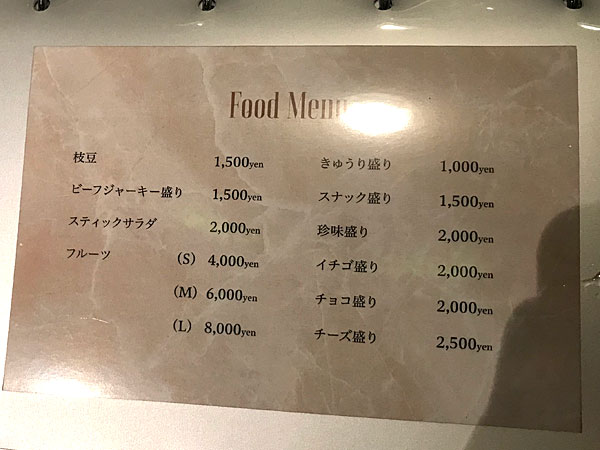 Food Menu
枝豆 1,500yen
ビーフジャーキー盛り 1,500yen
スティックサラダ 2,000yen
フルーツ (S) 4,000yen
(M) 6,000yen
(L) 8,000yen
きゅうり盛り 1,000yen
スナック盛り 1,500yen
珍味盛り 2,000yen
イチゴ盛り 2,000yen
チョコ盛り 2,000yen
チーズ盛り 2,500yen